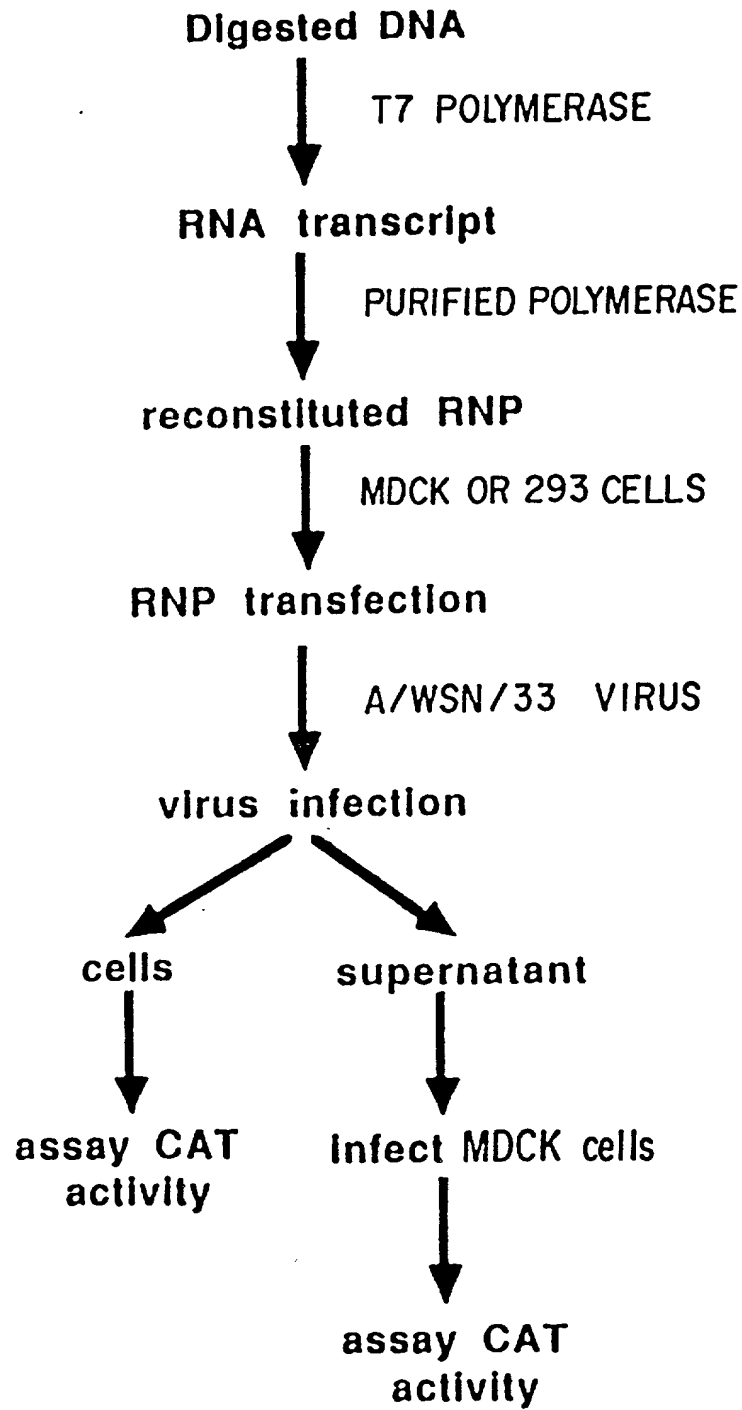 Digested DNA
T7 POLYMERASE
RNA transcript
PURIFIED POLYMERASE
reconstituted RNP
MDCK OR 293 CELLS
RNP transfection
A/WSN/33 VIRUS
virus infection
cells
supernatant
assay CAT
activity
infect MDCK cells
assay CAT
activity